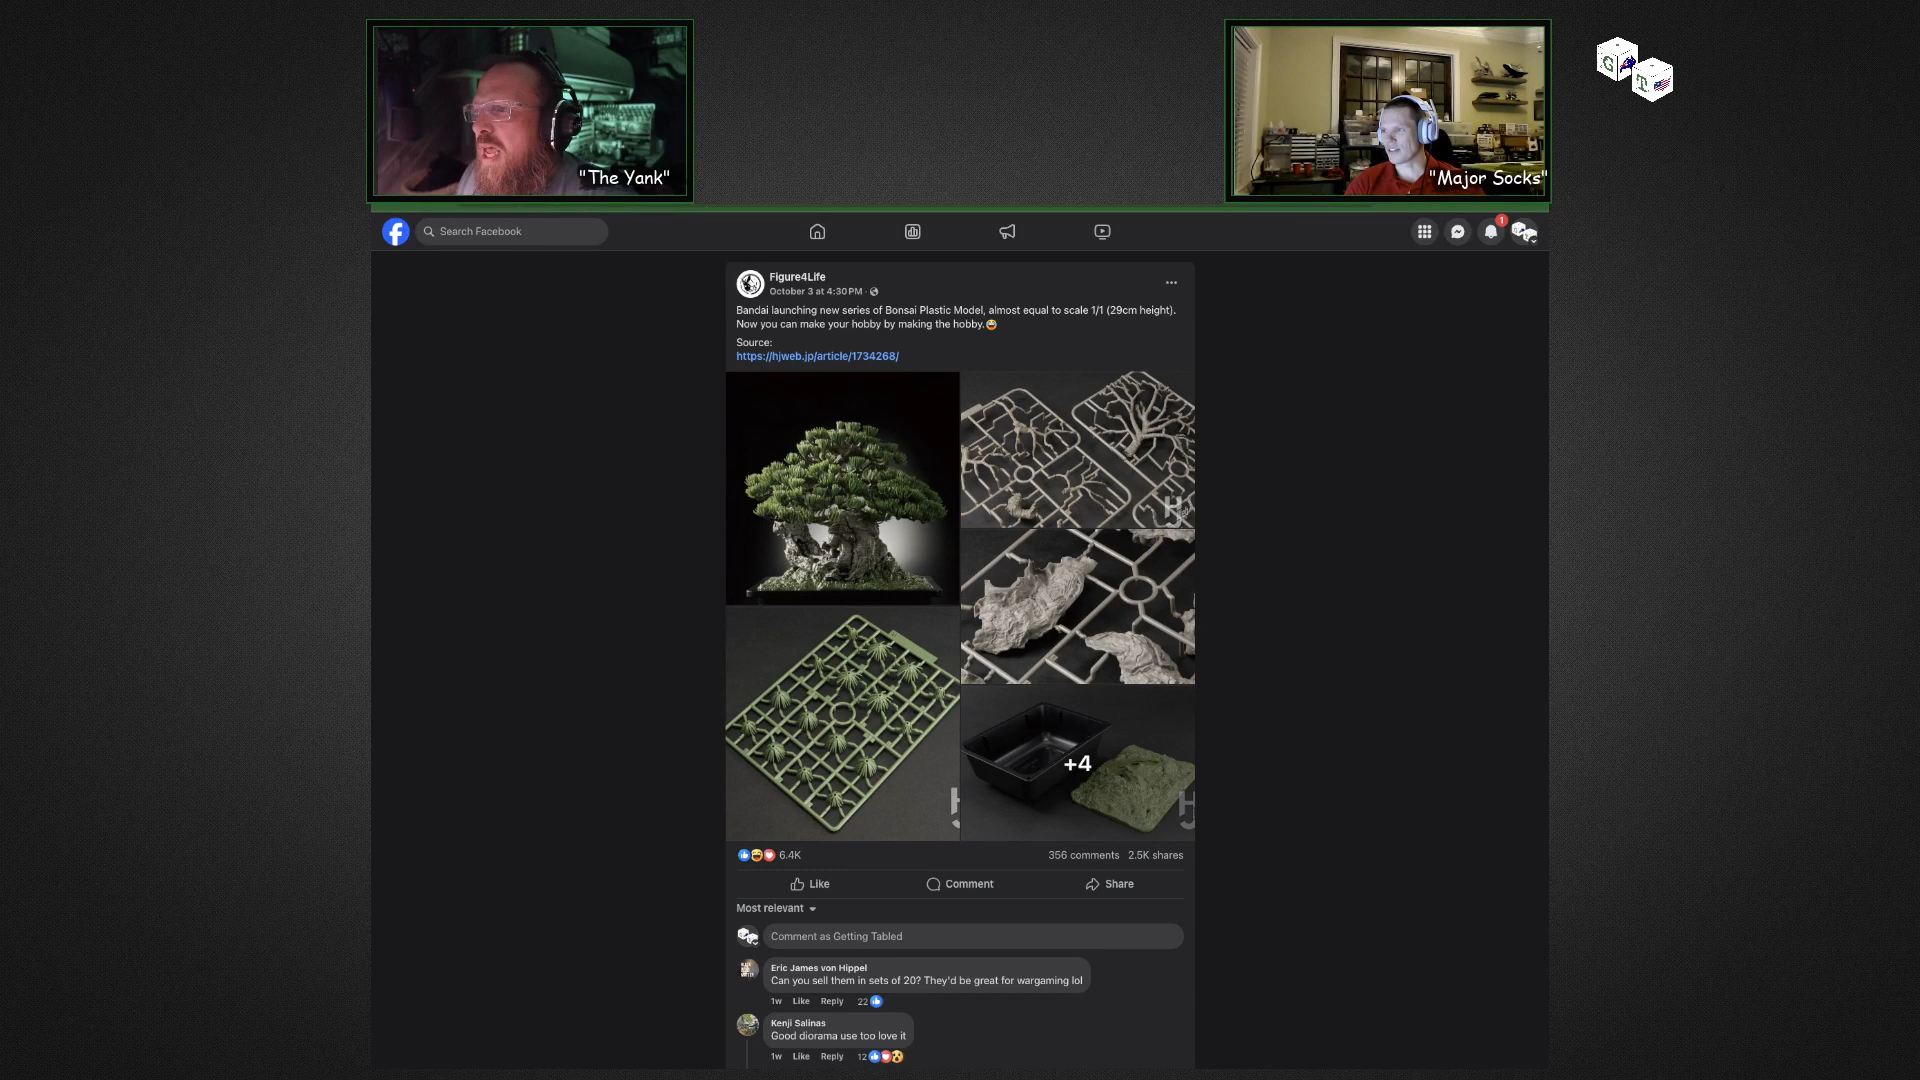 "The Yank"
"Major Socks"
G
T
Search Facebook
1
Figure4Life
October 3 at 4:30 PM ·
Bandai launching new series of Bonsai Plastic Model, almost equal to scale 1/1 (29cm height).
Now you can make your hobby by making the hobby.😂
Source:
https://hjweb.jp/article/1734268/
HJ
HJ
+4
HJ
6.4K
356 comments 2.5K shares
Like Comment Share
Most relevant
Comment as Getting Tabled
Eric James von Hippel
Can you sell them in sets of 20? They'd be great for wargaming lol
1w Like Reply 22
Kenji Salinas
Good diorama use too love it
1w Like Reply 12